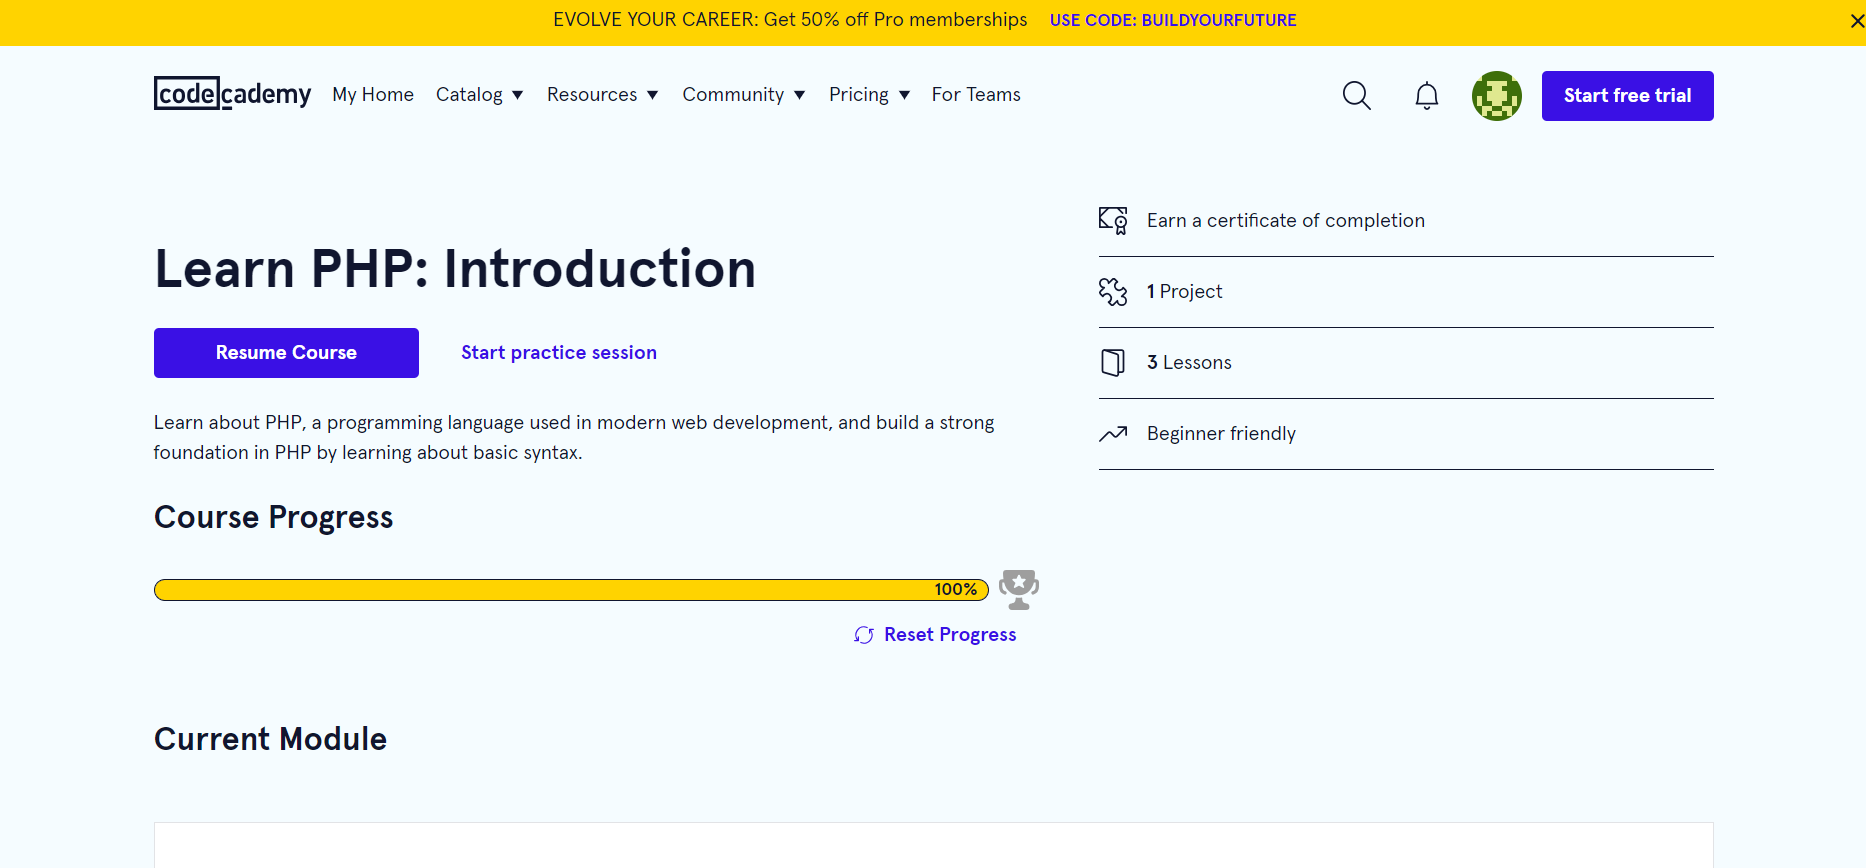 EVOLVE YOUR CAREER: Get 50% off Pro memberships USE CODE: BUILDYOURFUTURE
codecademy My Home Catalog Resources Community Pricing For Teams Start free trial
Learn PHP: Introduction
Resume Course Start practice session
Learn about PHP, a programming language used in modern web development, and build a strong
foundation in PHP by learning about basic syntax.
Course Progress
100%
Reset Progress
Current Module
Earn a certificate of completion
1 Project
3 Lessons
Beginner friendly